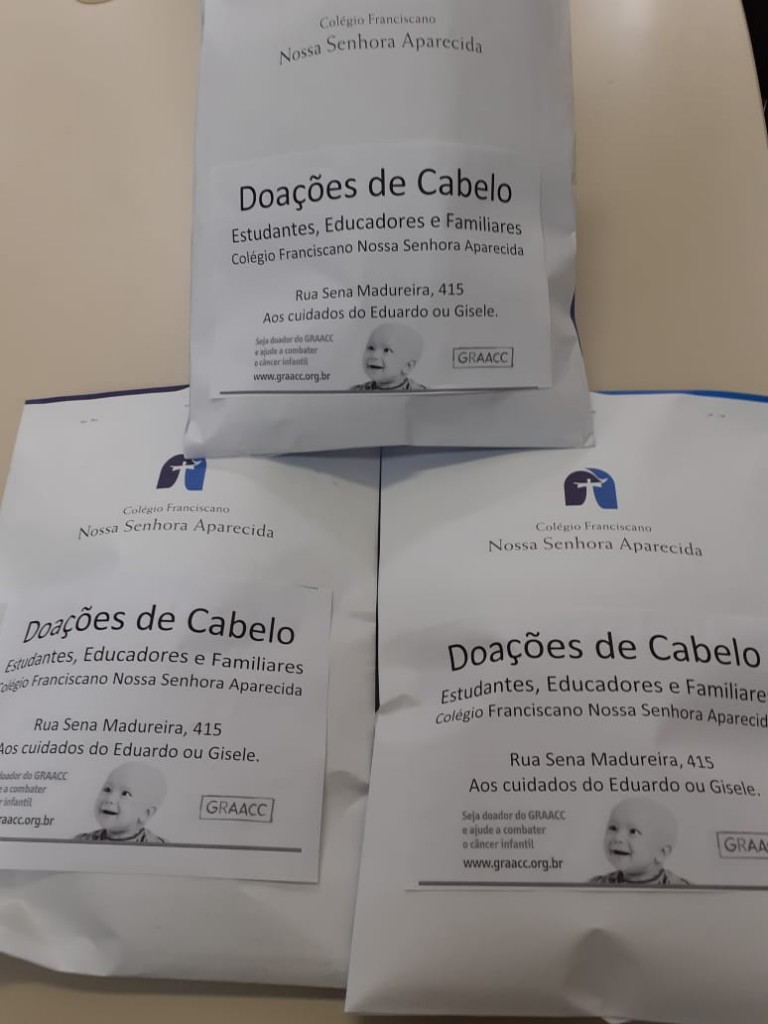 Colégio Franciscano
Nossa Senhora Aparecida
Doações de Cabelo
Estudantes, Educadores e Familiares
Colégio Franciscano Nossa Senhora Aparecida
Rua Sena Madureira, 415
Aos cuidados do Eduardo ou Gisele.
Seja doador do GRAACC
e ajude a combater
o câncer infantil
www.graacc.org.br
GRAACC
Colégio Franciscano
Nossa Senhora Aparecida
Doações de Cabelo
Estudantes, Educadores e Familiares
Colégio Franciscano Nossa Senhora Aparecida
Rua Sena Madureira, 415
Aos cuidados do Eduardo ou Gisele.
doador do GRAACC
e a combater
infantil
raacc.org.br
GRAACC
Colégio Franciscano
Nossa Senhora Aparecida
Doações de Cabelo
Estudantes, Educadores e Familiare
Colégio Franciscano Nossa Senhora Aparecid
Rua Sena Madureira, 415
Aos cuidados do Eduardo ou Gisele.
Seja doador do GRAACC
e ajude a combater
o câncer infantil
www.graacc.org.br
GRAA